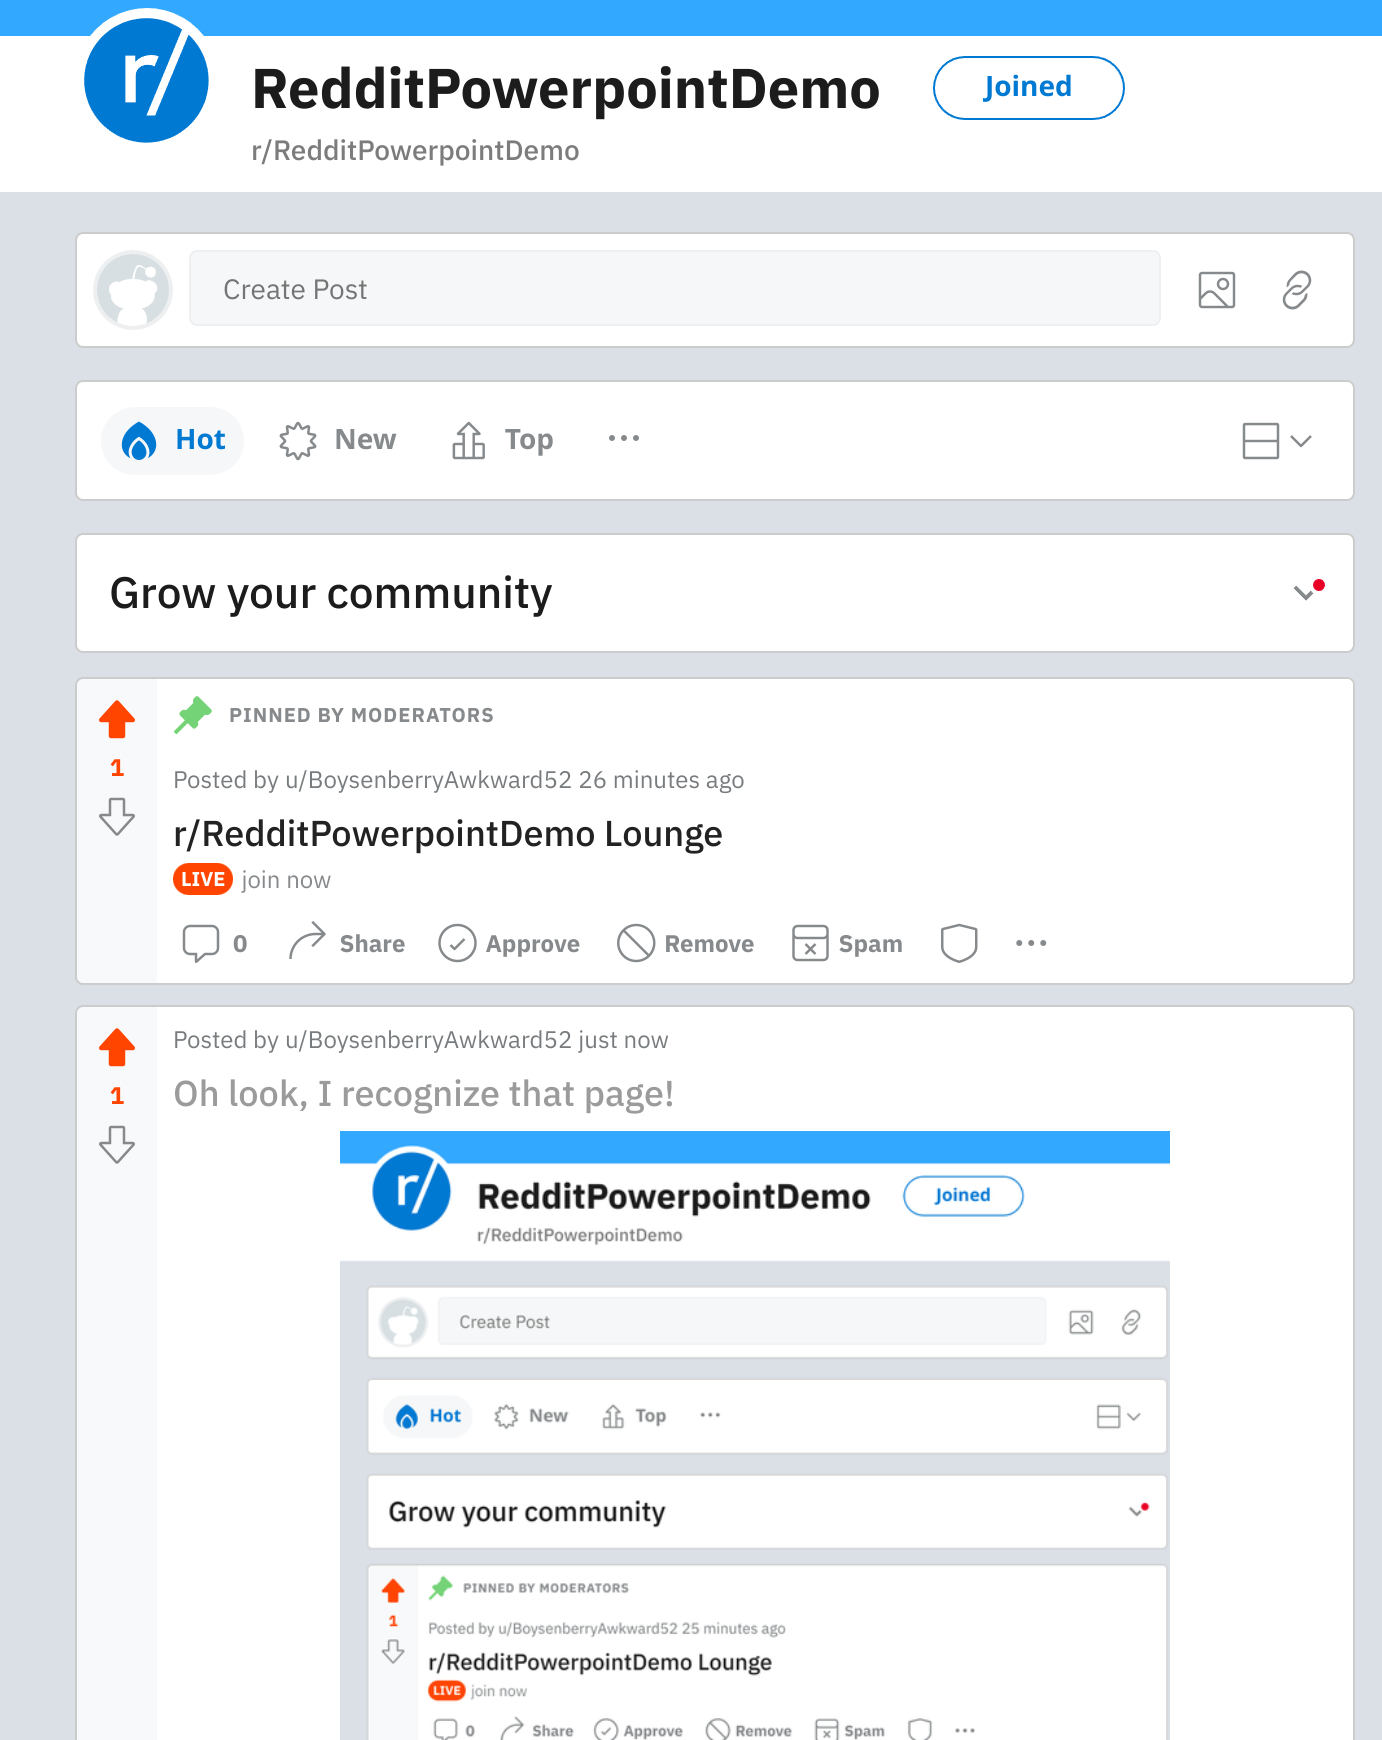 r/
RedditPowerpointDemo
Joined
r/RedditPowerpointDemo
Create Post
Hot New Top
Grow your community
PINNED BY MODERATORS
1
Posted by u/BoysenberryAwkward52 26 minutes ago
r/RedditPowerpointDemo Lounge
LIVE join now
0 Share Approve Remove Spam
Posted by u/BoysenberryAwkward52 just now
1
Oh look, I recognize that page!
r/
RedditPowerpointDemo
Joined
r/RedditPowerpointDemo
Create Post
Hot New Top
Grow your community
PINNED BY MODERATORS
1
Posted by u/BoysenberryAwkward52 25 minutes ago
r/RedditPowerpointDemo Lounge
LIVE join now
0 Share Approve Remove Spam